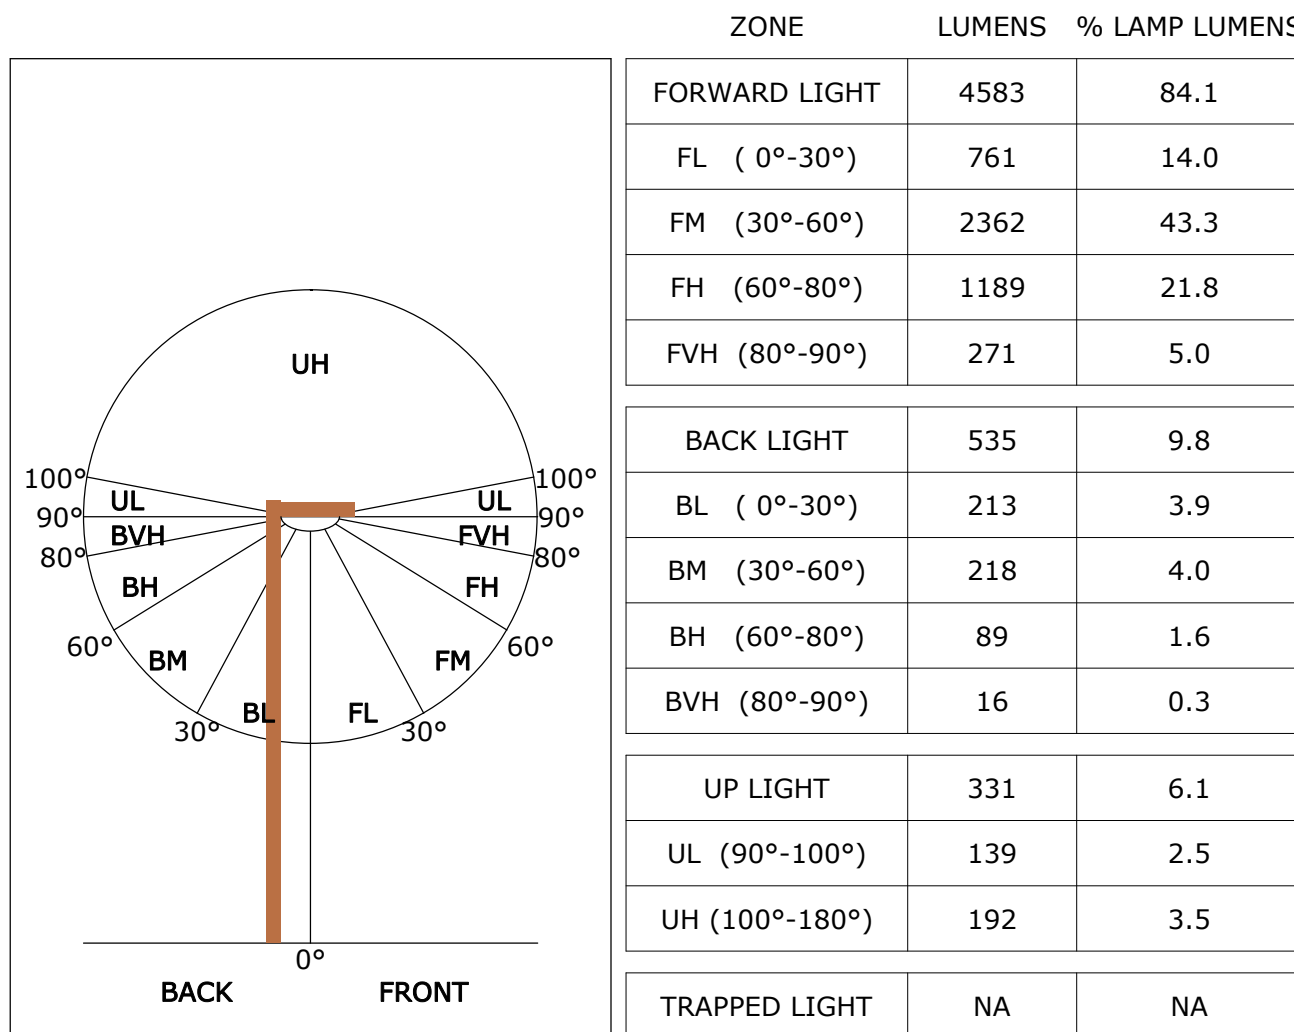 ZONE LUMENS % LAMP LUMENS
FORWARD LIGHT 4583 84.1
FL ( 0°-30°) 761 14.0
FM (30°-60°) 2362 43.3
FH (60°-80°) 1189 21.8
FVH (80°-90°) 271 5.0
BACK LIGHT 535 9.8
BL ( 0°-30°) 213 3.9
BM (30°-60°) 218 4.0
BH (60°-80°) 89 1.6
BVH (80°-90°) 16 0.3
UP LIGHT 331 6.1
UL (90°-100°) 139 2.5
UH (100°-180°) 192 3.5
TRAPPED LIGHT NA NA
UH
100° 100°
UL UL
90° 90°
BVH FVH
80° 80°
BH FH
60° 60°
BM FM
BL FL
30° 30°
0°
BACK FRONT